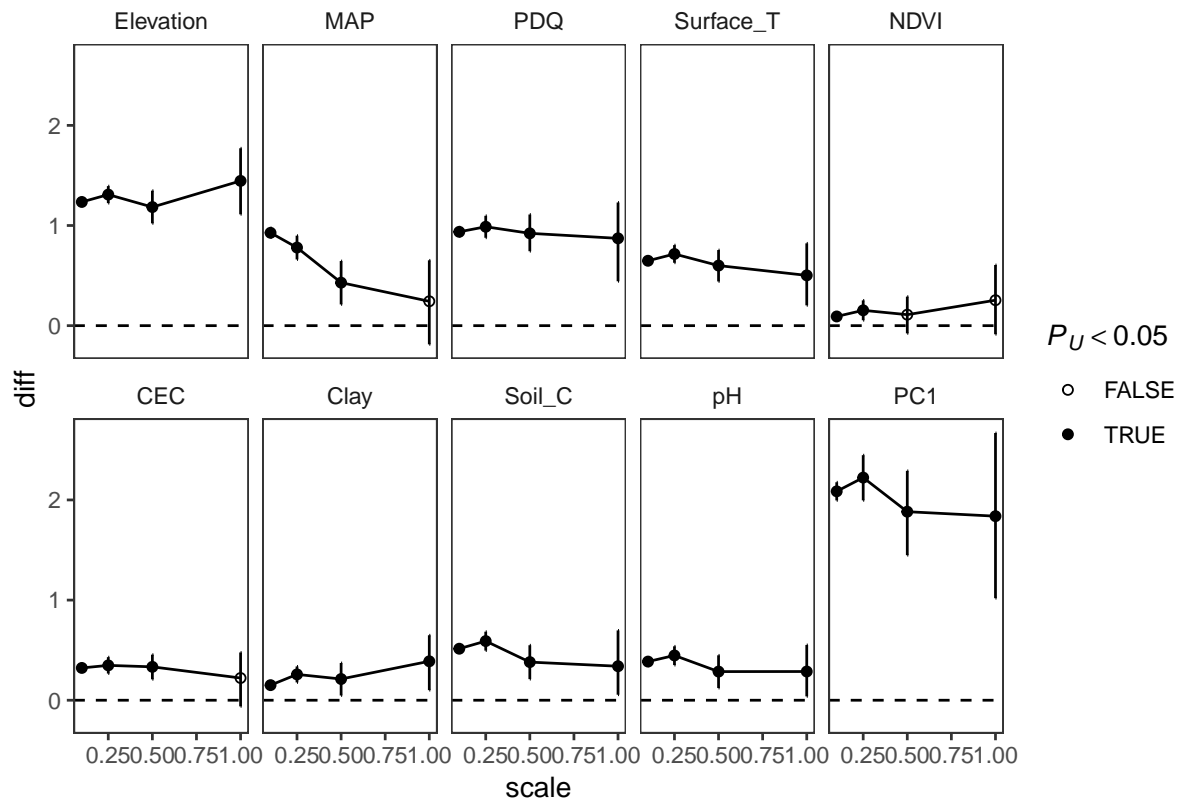 Elevation MAP PDQ Surface_T NDVI
2
1
0
CEC Clay Soil_C pH PC1
2
1
0
0.250.500.751.00 0.250.500.751.00 0.250.500.751.00 0.250.500.751.00 0.250.500.751.00
scale
diff
P_U < 0.05
FALSE
TRUE